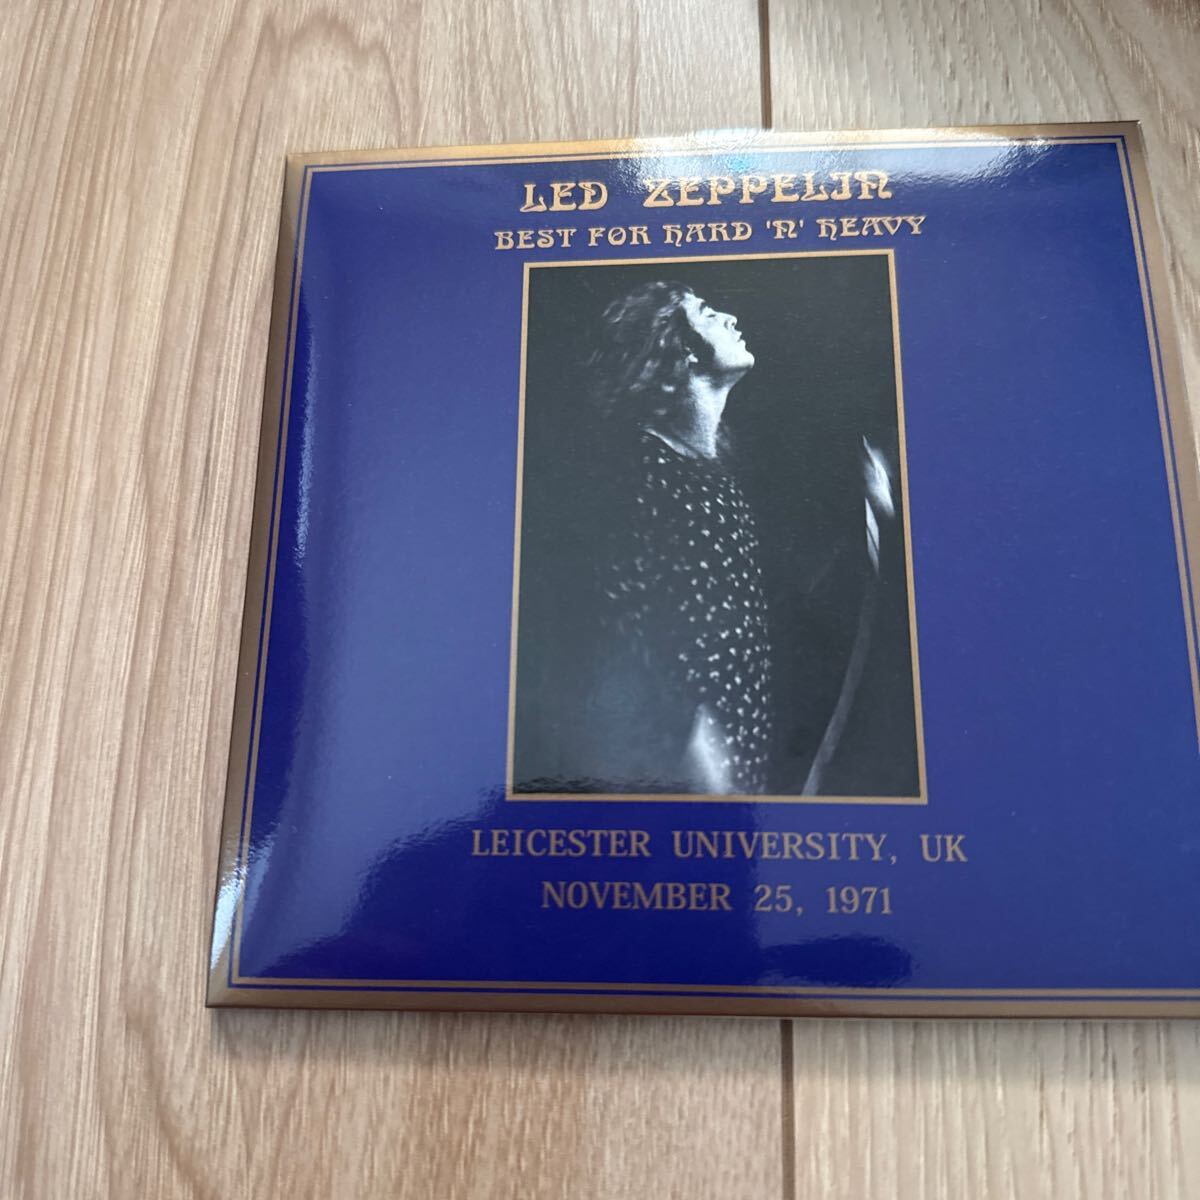 LED ZEPPELIN
BEST FOR HARD 'N' HEAVY
LEICESTER UNIVERSITY, UK
NOVEMBER 25, 1971